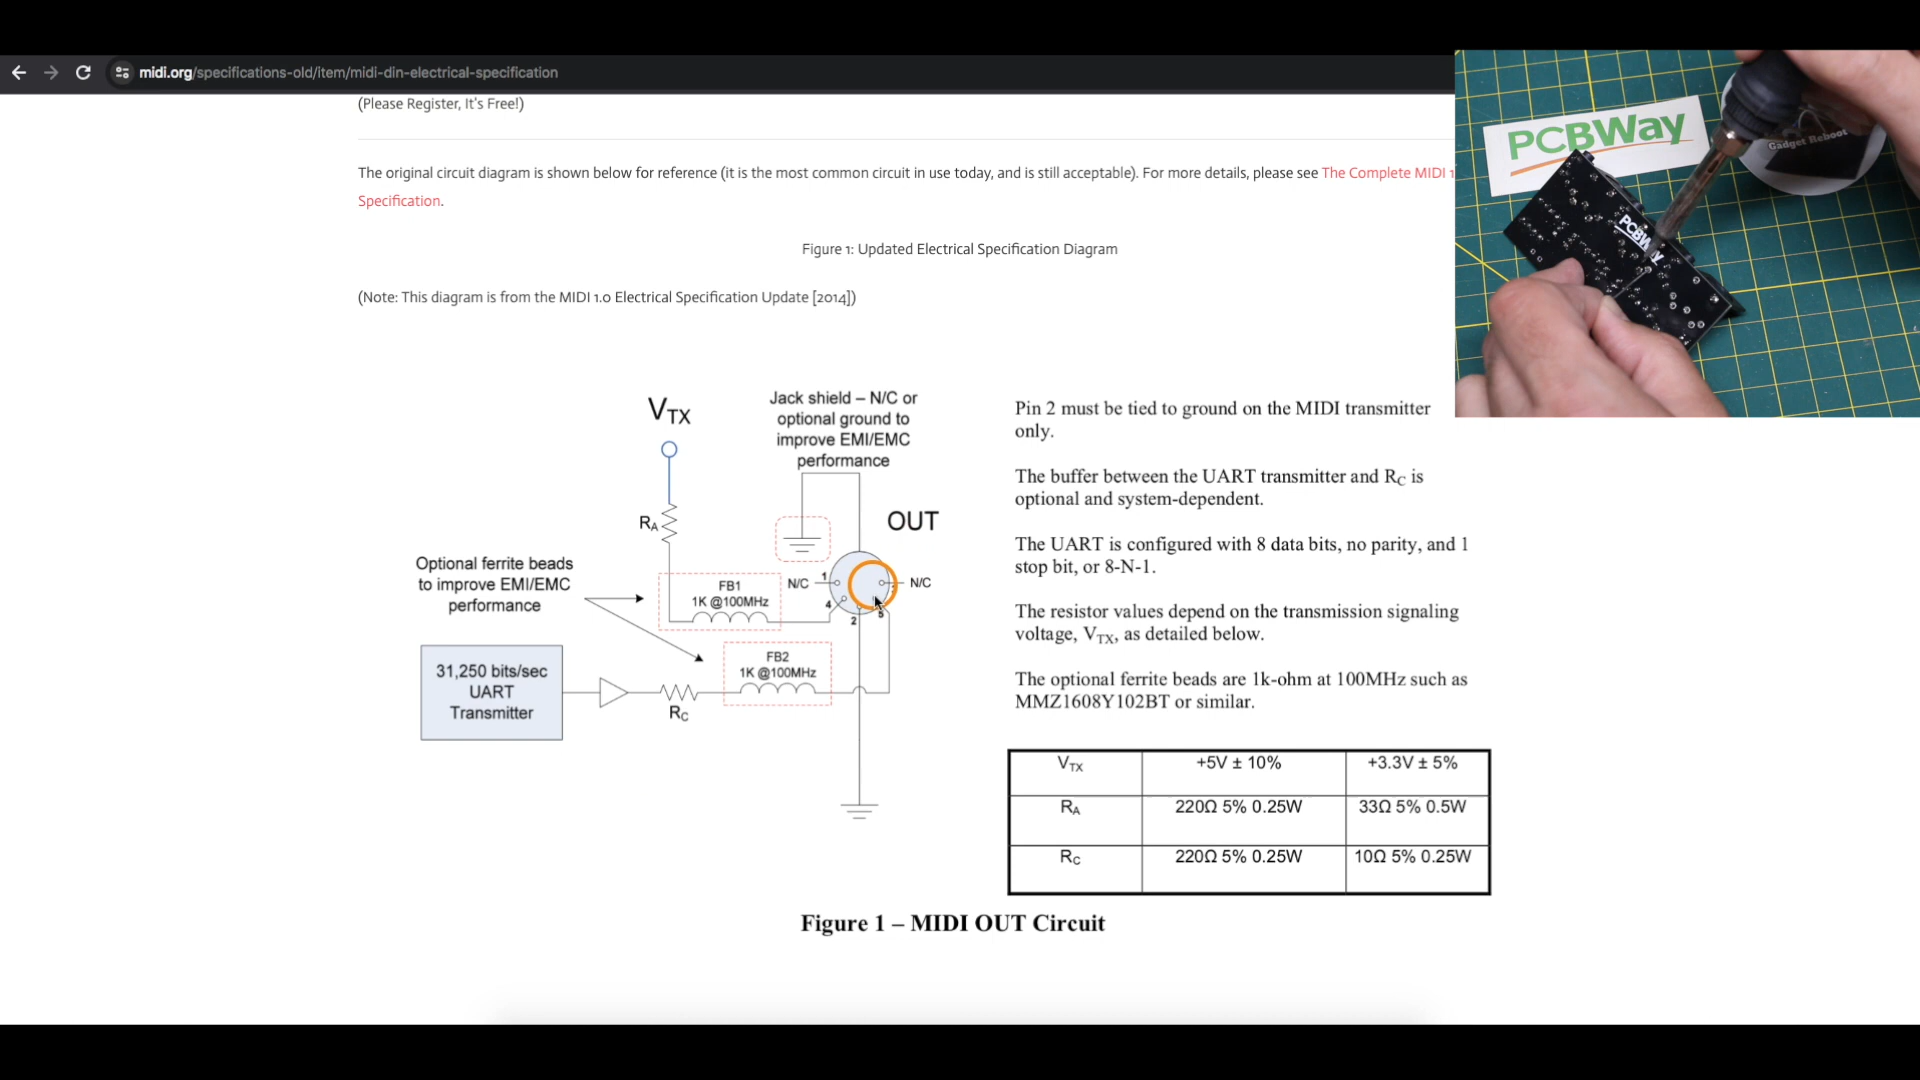 midi.org/specifications-old/item/midi-din-electrical-specification
(Please Register, It's Free!)
The original circuit diagram is shown below for reference (it is the most common circuit in use today, and is still acceptable). For more details, please see The Complete MIDI 1
Specification.
Figure 1: Updated Electrical Specification Diagram
(Note: This diagram is from the MIDI 1.0 Electrical Specification Update [2014])
VTX
Jack shield – N/C or
optional ground to
improve EMI/EMC
performance
RA
OUT
Optional ferrite beads
to improve EMI/EMC
performance
FB1
1K @100MHz
N/C
1
N/C
4
2
5
FB2
1K @100MHz
31,250 bits/sec
UART
Transmitter
RC
Pin 2 must be tied to ground on the MIDI transmitter
only.
The buffer between the UART transmitter and RC is
optional and system-dependent.
The UART is configured with 8 data bits, no parity, and 1
stop bit, or 8-N-1.
The resistor values depend on the transmission signaling
voltage, VTX, as detailed below.
The optional ferrite beads are 1k-ohm at 100MHz such as
MMZ1608Y102BT or similar.
VTX +5V ± 10% +3.3V ± 5%
RA 220Ω 5% 0.25W 33Ω 5% 0.5W
RC 220Ω 5% 0.25W 10Ω 5% 0.25W
Figure 1 – MIDI OUT Circuit
PCBWay
Gadget Reboot
PCBWay